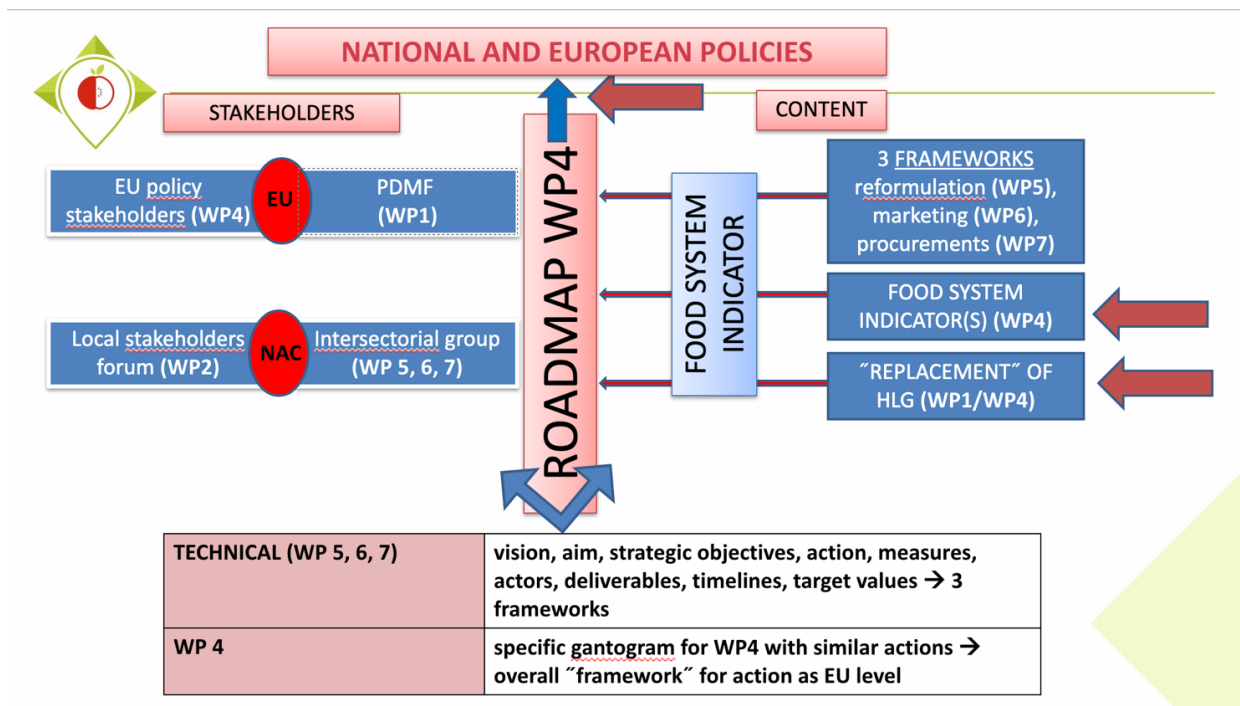 NATIONAL AND EUROPEAN POLICIES
STAKEHOLDERS
CONTENT
EU policy
stakeholders (WP4)
EU
PDMF
(WP1)
Local stakeholders
forum (WP2)
NAC
Intersectorial group
(WP 5, 6, 7)
ROADMAP WP4
FOOD SYSTEM
INDICATOR
3 FRAMEWORKS
reformulation (WP5),
marketing (WP6),
procurements (WP7)
FOOD SYSTEM
INDICATOR(S) (WP4)
˝REPLACEMENT˝ OF
HLG (WP1/WP4)
TECHNICAL (WP 5, 6, 7)
vision, aim, strategic objectives, action, measures,
actors, deliverables, timelines, target values → 3
frameworks
WP 4
specific gantogram for WP4 with similar actions →
overall ˝framework˝ for action as EU level